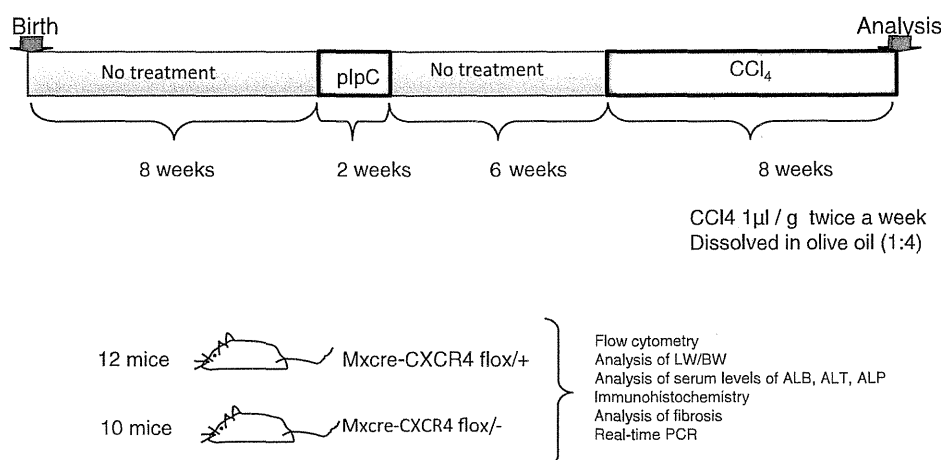 Birth
Analysis
No treatment
pIpC
No treatment
CCl₄
8 weeks
2 weeks
6 weeks
8 weeks
CCl4 1µl / g twice a week
Dissolved in olive oil (1:4)
12 mice
Mxcre-CXCR4 flox/+
10 mice
Mxcre-CXCR4 flox/-
Flow cytometry
Analysis of LW/BW
Analysis of serum levels of ALB, ALT, ALP
Immunohistochemistry
Analysis of fibrosis
Real-time PCR